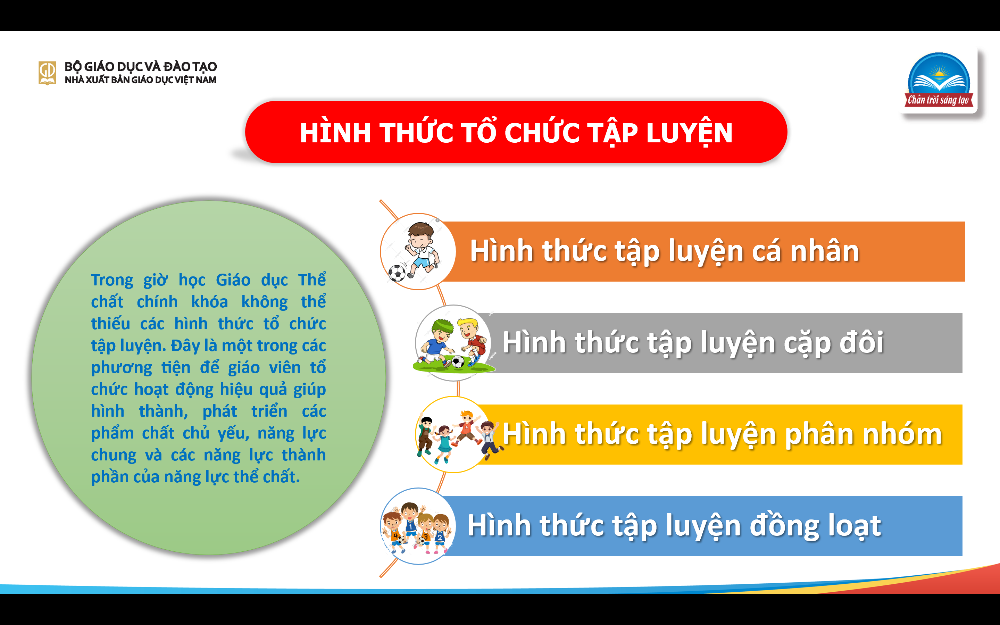 BỘ GIÁO DỤC VÀ ĐÀO TẠO
NHÀ XUẤT BẢN GIÁO DỤC VIỆT NAM
Chân trời sáng tạo
HÌNH THỨC TỔ CHỨC TẬP LUYỆN
Trong giờ học Giáo dục Thể
chất chính khóa không thể
thiếu các hình thức tổ chức
tập luyện. Đây là một trong các
phương tiện để giáo viên tổ
chức hoạt động hiệu quả giúp
hình thành, phát triển các
phẩm chất chủ yếu, năng lực
chung và các năng lực thành
phần của năng lực thể chất.
Hình thức tập luyện cá nhân
Hình thức tập luyện cặp đôi
Hình thức tập luyện phân nhóm
Hình thức tập luyện đồng loạt
4
1
3
2